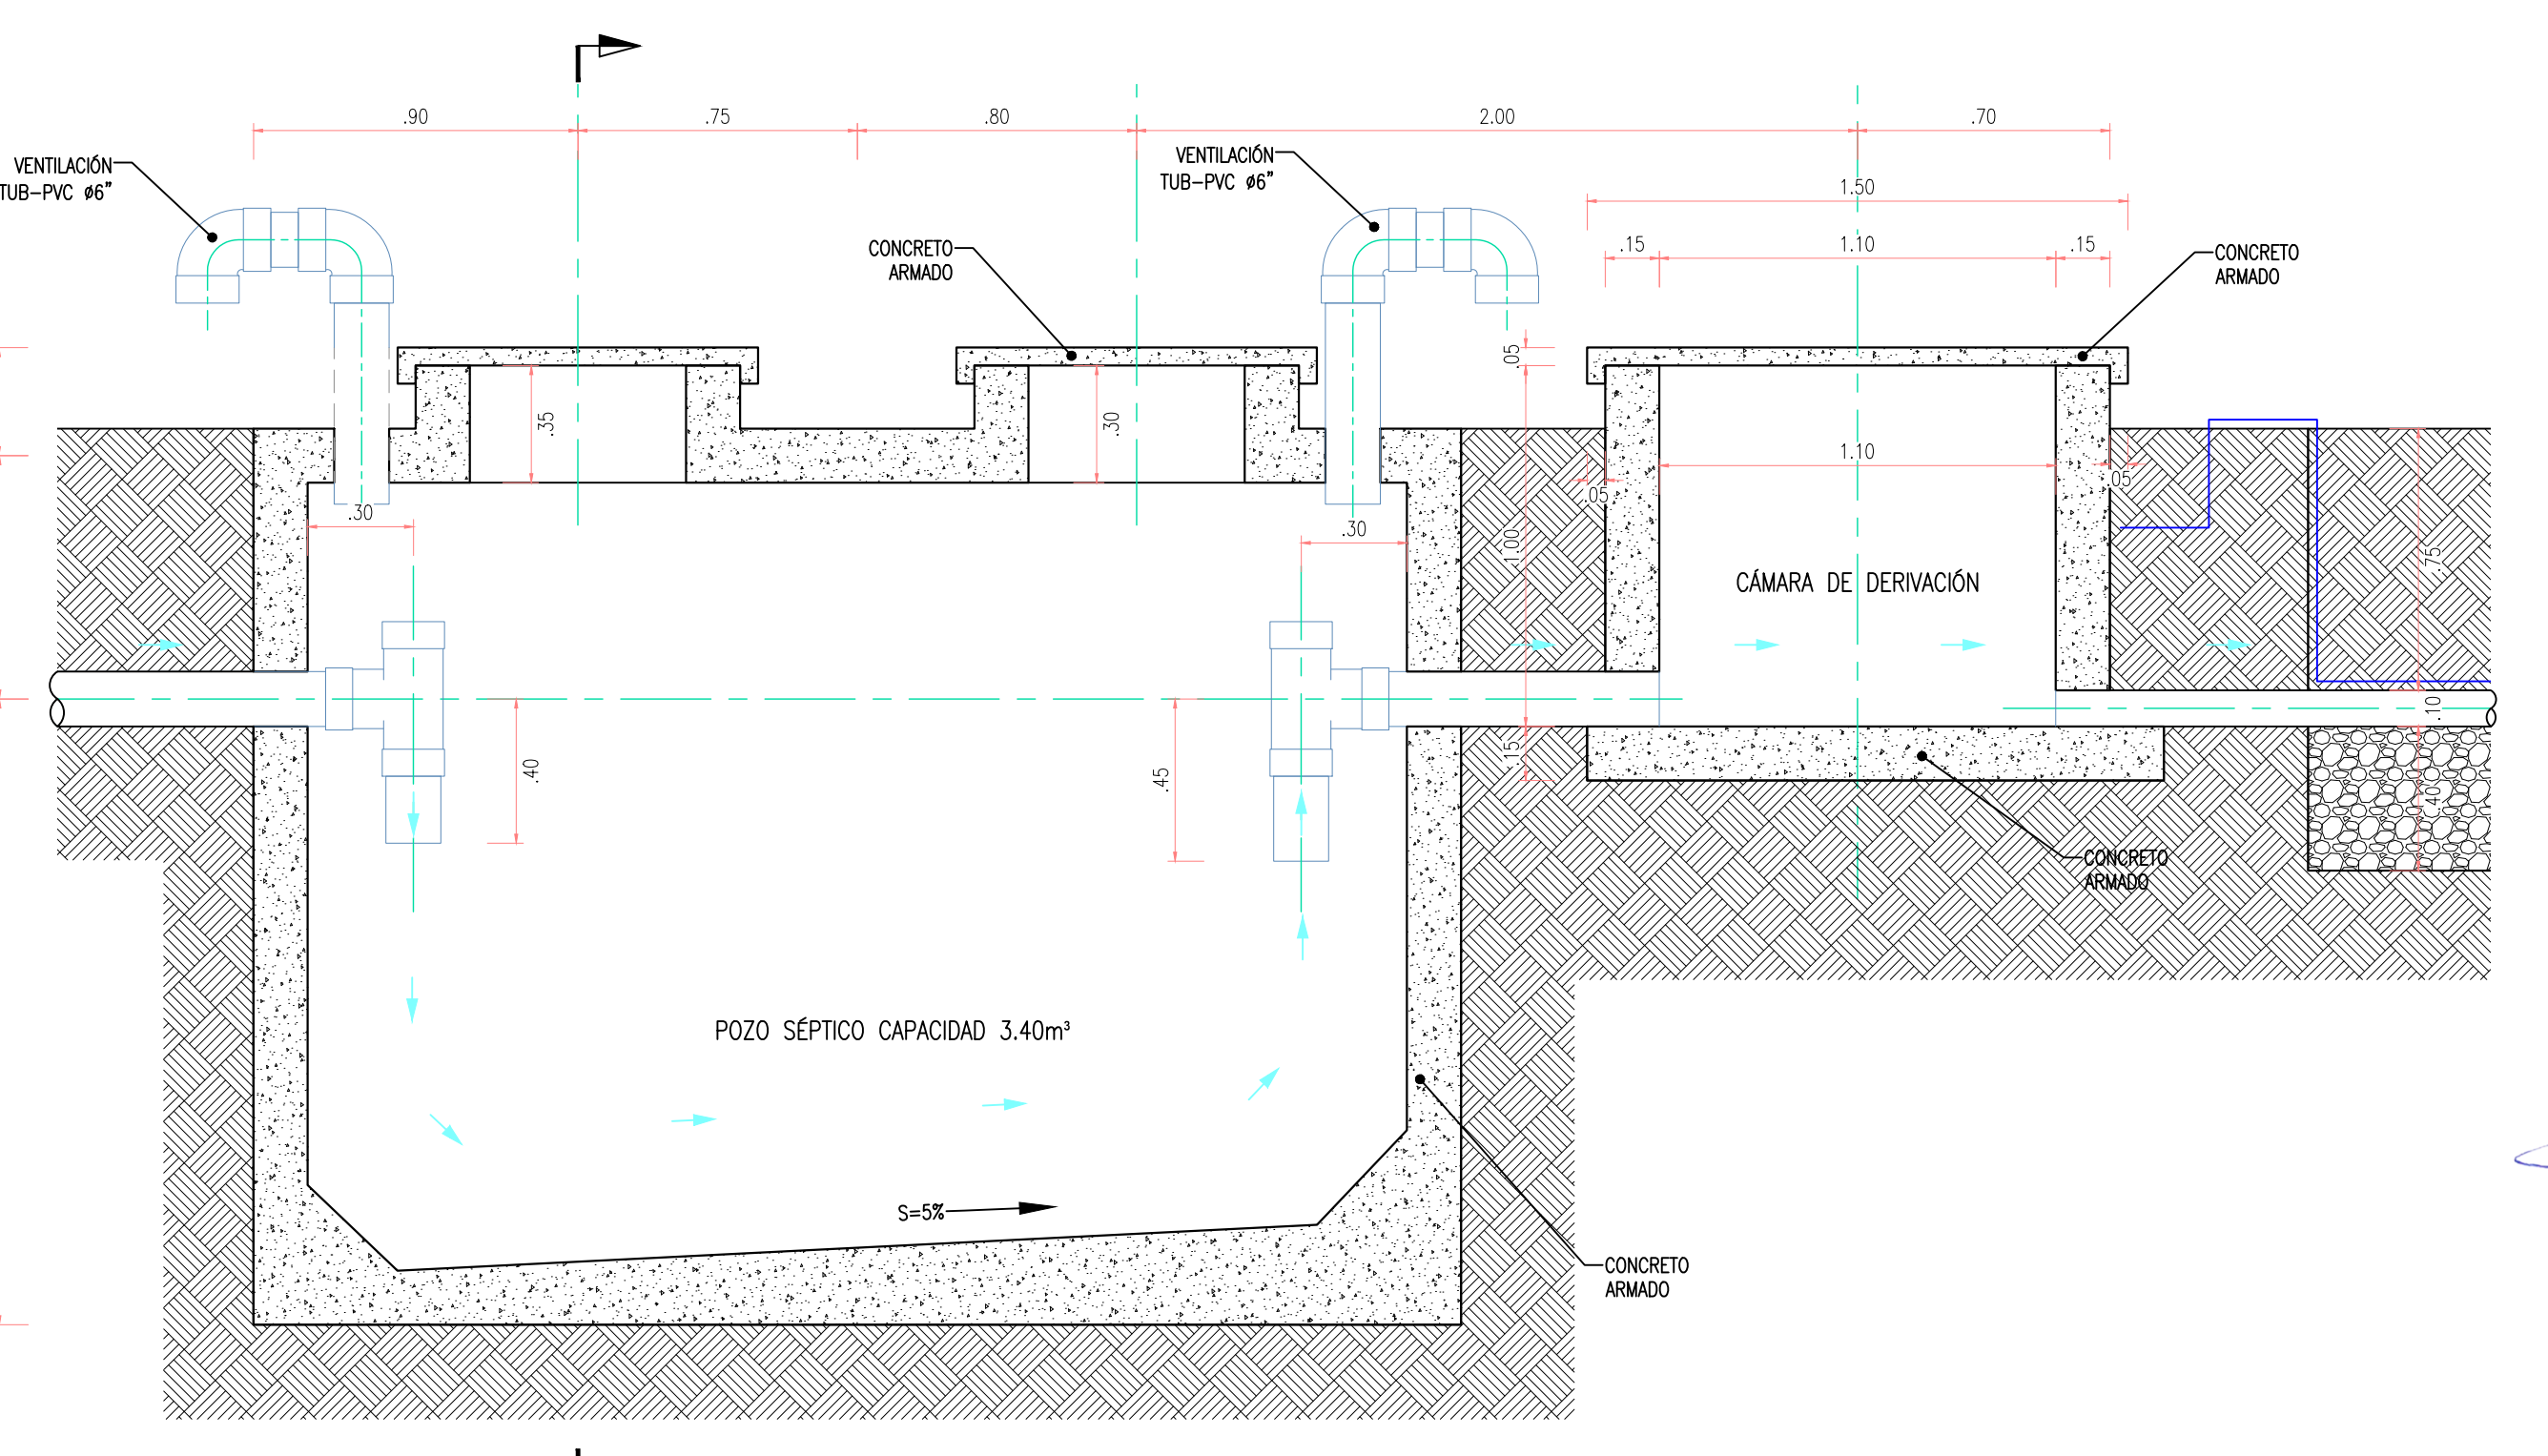 .90
.75
.80
2.00
.70
VENTILACIÓN
TUB-PVC ø6"
VENTILACIÓN
TUB-PVC ø6"
1.50
CONCRETO
ARMADO
.15
1.10
.15
CONCRETO
ARMADO
.05
.35
.30
1.10
.05
.05
.30
.30
1.00
.75
CÁMARA DE DERIVACIÓN
.10
.40
.45
.15
.40
CONCRETO
ARMADO
POZO SÉPTICO CAPACIDAD 3.40m³
S=5%
CONCRETO
ARMADO